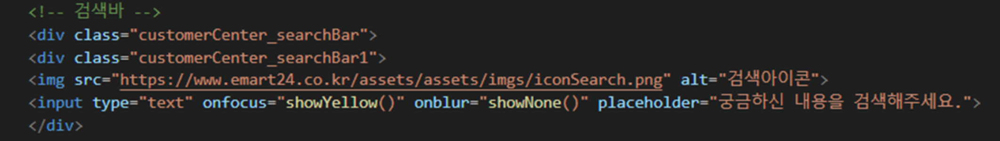 <!-- 검색바 -->
<div class="customerCenter_searchBar">
<div class="customerCenter_searchBar1">
<img src="https://www.emart24.co.kr/assets/assets/imgs/iconSearch.png" alt="검색아이콘">
<input type="text" onfocus="showYellow()" onblur="showNone()" placeholder="궁금하신 내용을 검색해주세요.">
</div>